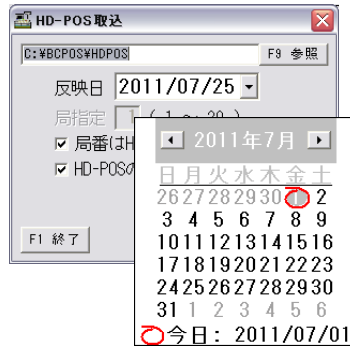 HD-POS取込
C:¥BCPOS¥HDPOS
F9 参照
反映日 2011/07/25
局指定 1 ( 1 ~ 20 )
局番はH
HD-POSの
F1 終了
2011年7月
日 月 火 水 木 金 土
26 27 28 29 30 1 2
3 4 5 6 7 8 9
10 11 12 13 14 15 16
17 18 19 20 21 22 23
24 25 26 27 28 29 30
31 1 2 3 4 5 6
今日: 2011/07/01